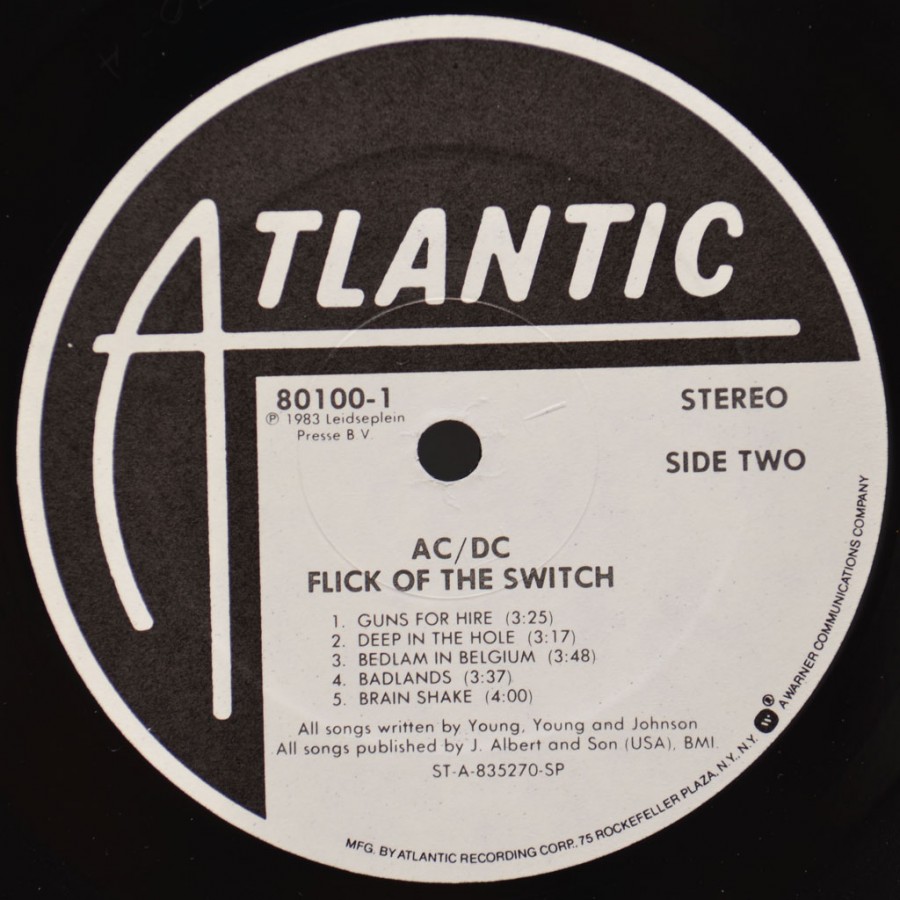 ATLANTIC
80100-1
℗ 1983 Leidseplein
Presse B.V.
STEREO
SIDE TWO
AC/DC
FLICK OF THE SWITCH
1. GUNS FOR HIRE (3:25)
2. DEEP IN THE HOLE (3:17)
3. BEDLAM IN BELGIUM (3:48)
4. BADLANDS (3:37)
5. BRAIN SHAKE (4:00)
All songs written by Young, Young and Johnson
All songs published by J. Albert and Son (USA), BMI.
ST-A-835270-SP
MFG. BY ATLANTIC RECORDING CORP., 75 ROCKEFELLER PLAZA, N.Y., N.Y. ® A WARNER COMMUNICATIONS COMPANY